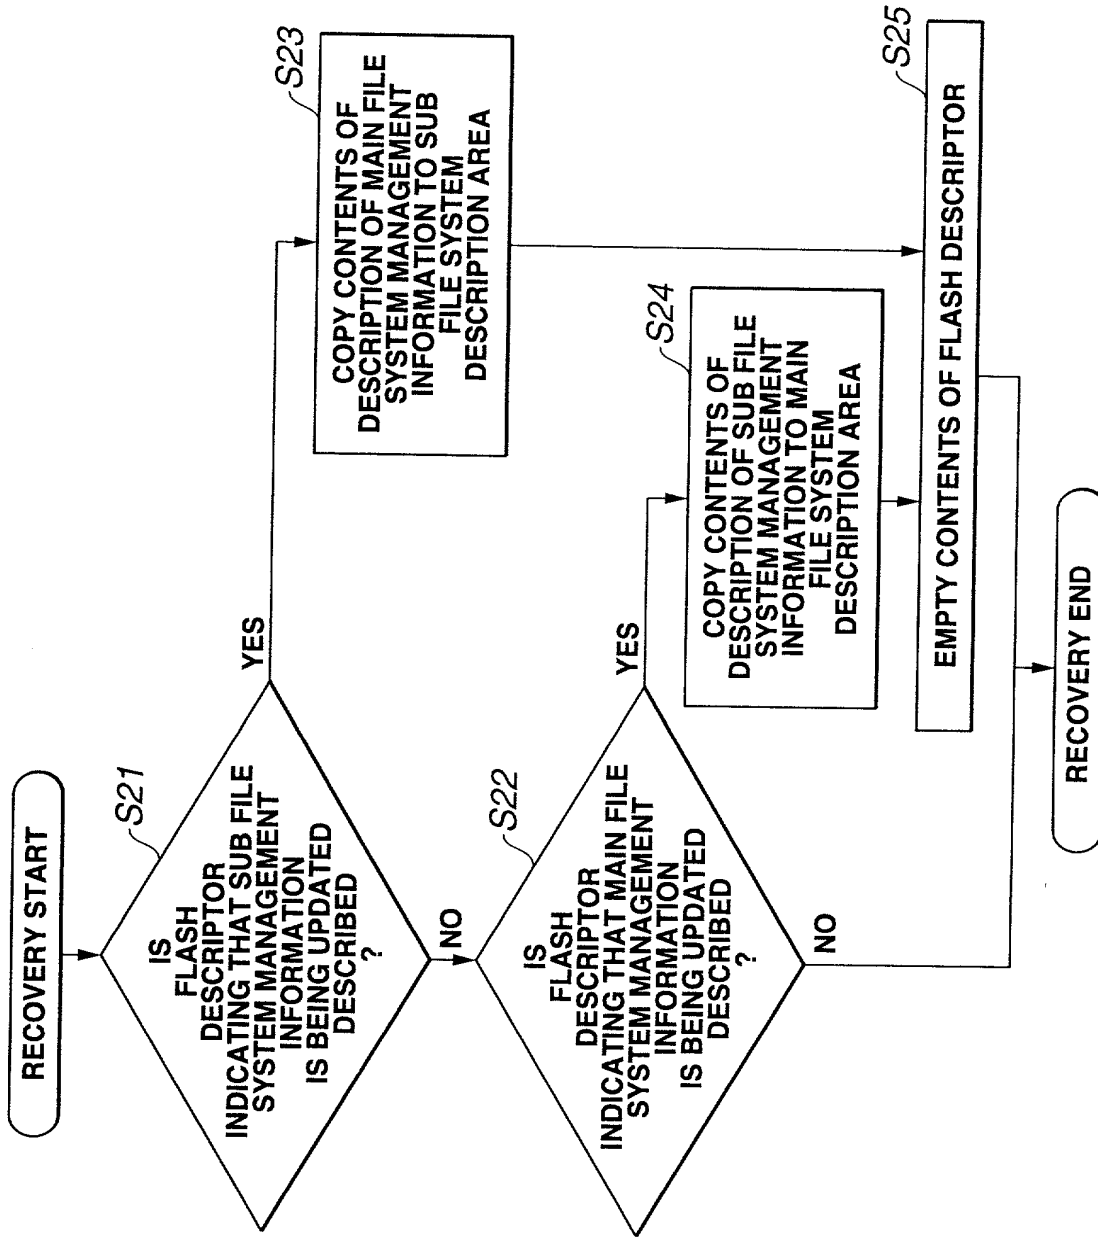 RECOVERY START
S21
IS
FLASH
DESCRIPTOR
INDICATING THAT SUB FILE
SYSTEM MANAGEMENT
INFORMATION
IS BEING UPDATED
DESCRIBED
?
YES
NO
S23
COPY CONTENTS OF
DESCRIPTION OF MAIN FILE
SYSTEM MANAGEMENT
INFORMATION TO SUB
FILE SYSTEM
DESCRIPTION AREA
S22
IS
FLASH
DESCRIPTOR
INDICATING THAT MAIN FILE
SYSTEM MANAGEMENT
INFORMATION
IS BEING UPDATED
DESCRIBED
?
YES
NO
S24
COPY CONTENTS OF
DESCRIPTION OF SUB FILE
SYSTEM MANAGEMENT
INFORMATION TO MAIN
FILE SYSTEM
DESCRIPTION AREA
S25
EMPTY CONTENTS OF FLASH DESCRIPTOR
RECOVERY END